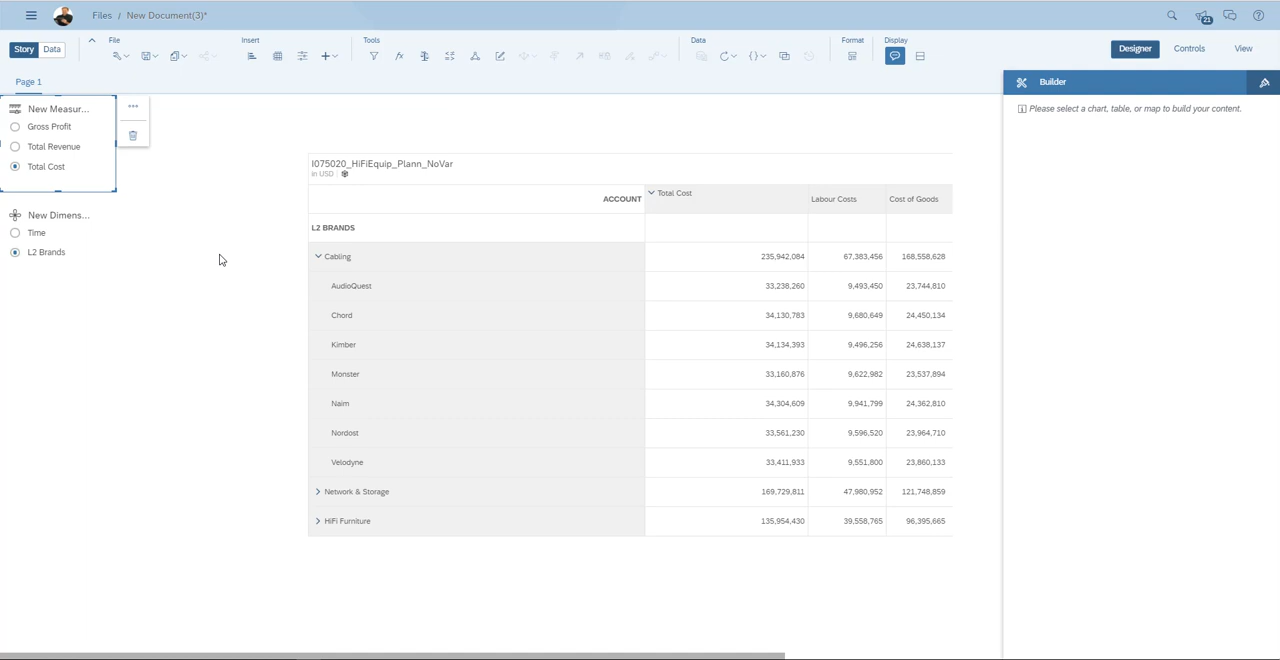 Files / New Document(3)*
21
Story Data
File
Insert
Tools
Data
Format
Display
Designer Controls View
Page 1
Builder
Please select a chart, table, or map to build your content.
New Measur...
Gross Profit
Total Revenue
Total Cost
New Dimens...
Time
L2 Brands
I075020_HiFiEquip_Plann_NoVar
in USD
ACCOUNT Total Cost Labour Costs Cost of Goods
L2 BRANDS
Cabling 235,942,084 67,383,456 168,558,628
AudioQuest 33,238,260 9,493,450 23,744,810
Chord 34,130,783 9,680,649 24,450,134
Kimber 34,134,393 9,496,256 24,638,137
Monster 33,160,876 9,622,982 23,537,894
Naim 34,304,609 9,941,799 24,362,810
Nordost 33,561,230 9,596,520 23,964,710
Velodyne 33,411,933 9,551,800 23,860,133
Network & Storage 169,729,811 47,980,952 121,748,859
HiFi Furniture 135,954,430 39,558,765 96,395,665